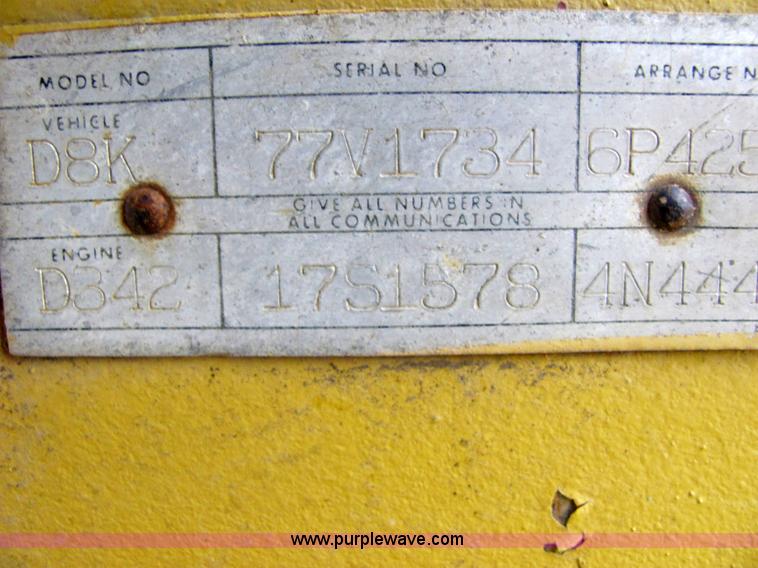 MODEL NO SERIAL NO ARRANGE N
VEHICLE
D8K 77V1734 6P425
GIVE ALL NUMBERS IN
ALL COMMUNICATIONS
ENGINE
D342 17S1578 4N444
www.purplewave.com